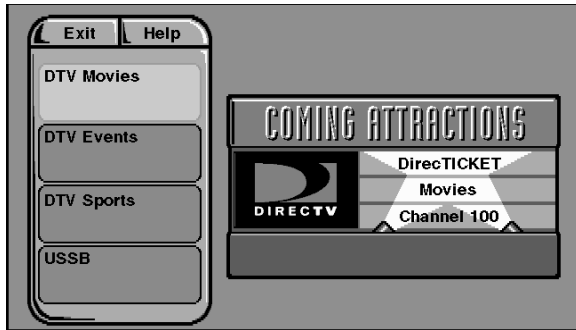 Exit Help
DTV Movies
DTV Events
DTV Sports
USSB
COMING ATTRACTIONS
DirecTICKET
Movies
Channel 100
DIRECTV